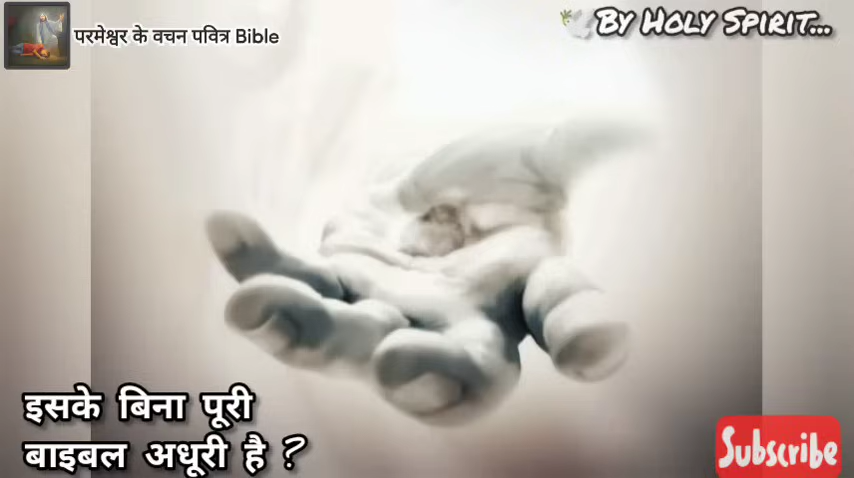 परमेश्वर के वचन पवित्र Bible
🕊️By Holy Spirit...
इसके बिना पूरी
बाइबल अधूरी है ?
Subscribe